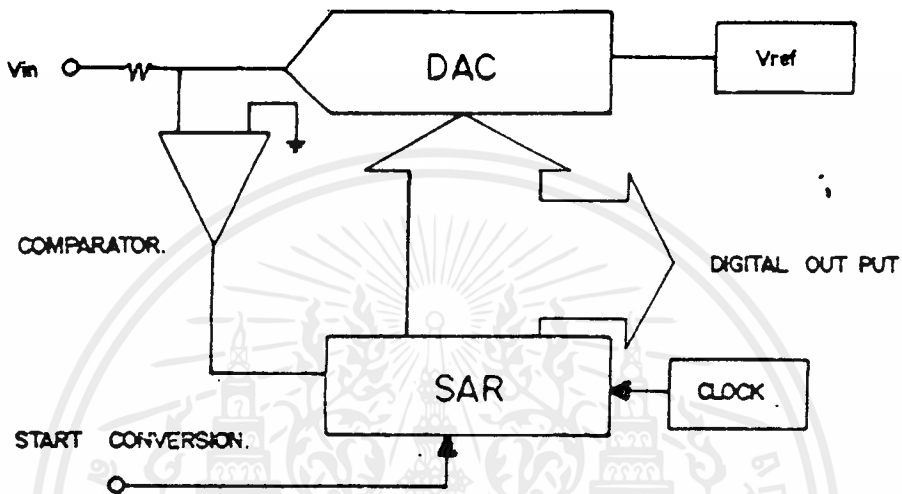 DAC
Vref
Vin
COMPARATOR.
DIGITAL OUT PUT
SAR
CLOCK
START CONVERSION.